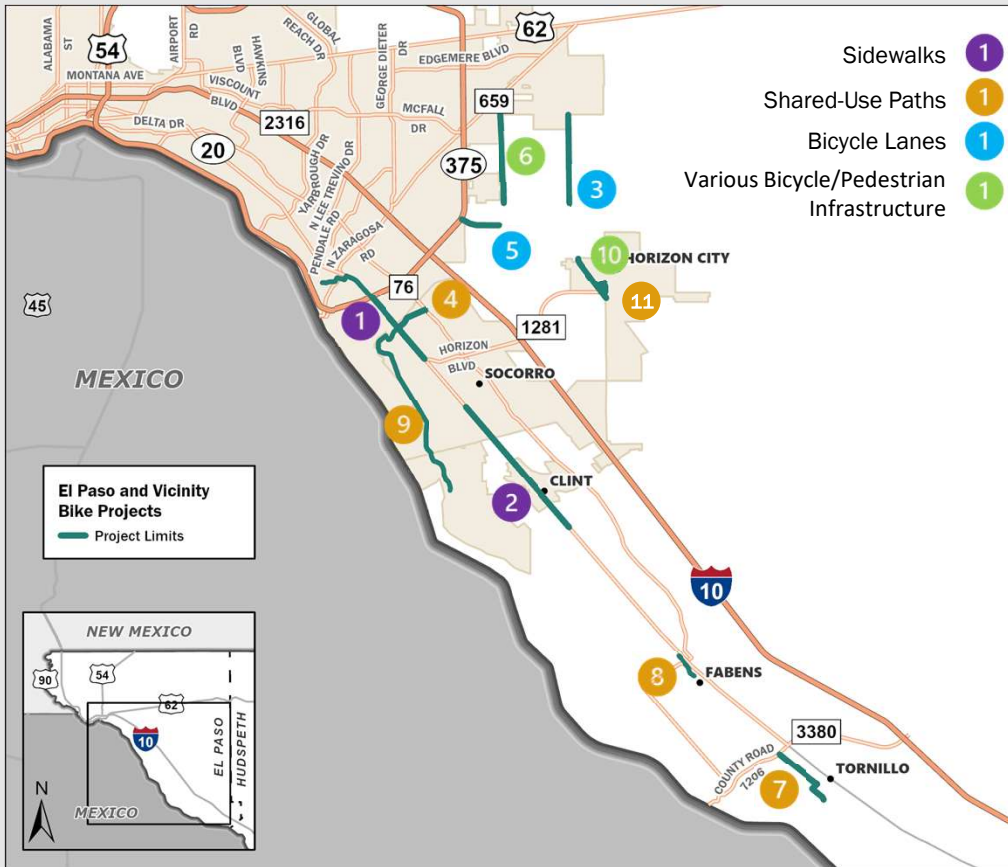 ALABAMA
ST
54
AIRPORT
RD
HAWKINS
BLVD
GLOBAL
REACH DR
GEORGE DIETER
DR
EDGEMERE BLVD
62
MONTANA AVE
VISCOUNT
BLVD
DELTA DR
2316
MCFALL
DR
659
20
375
YARBROUGH DR
N LEE TREVINO DR
PENDALE RD
N ZARAGOSA
RD
6
3
5
Sidewalks
1
Shared-Use Paths
1
Bicycle Lanes
1
Various Bicycle/Pedestrian
Infrastructure
1
10
HORIZON CITY
11
45
76
4
1
1281
HORIZON
BLVD
SOCORRO
MEXICO
9
CLINT
2
El Paso and Vicinity
Bike Projects
Project Limits
10
8
FABENS
3380
COUNTY ROAD
1206
7
TORNILLO
NEW MEXICO
90
54
62
10
EL PASO
HUDSPETH
MEXICO
N